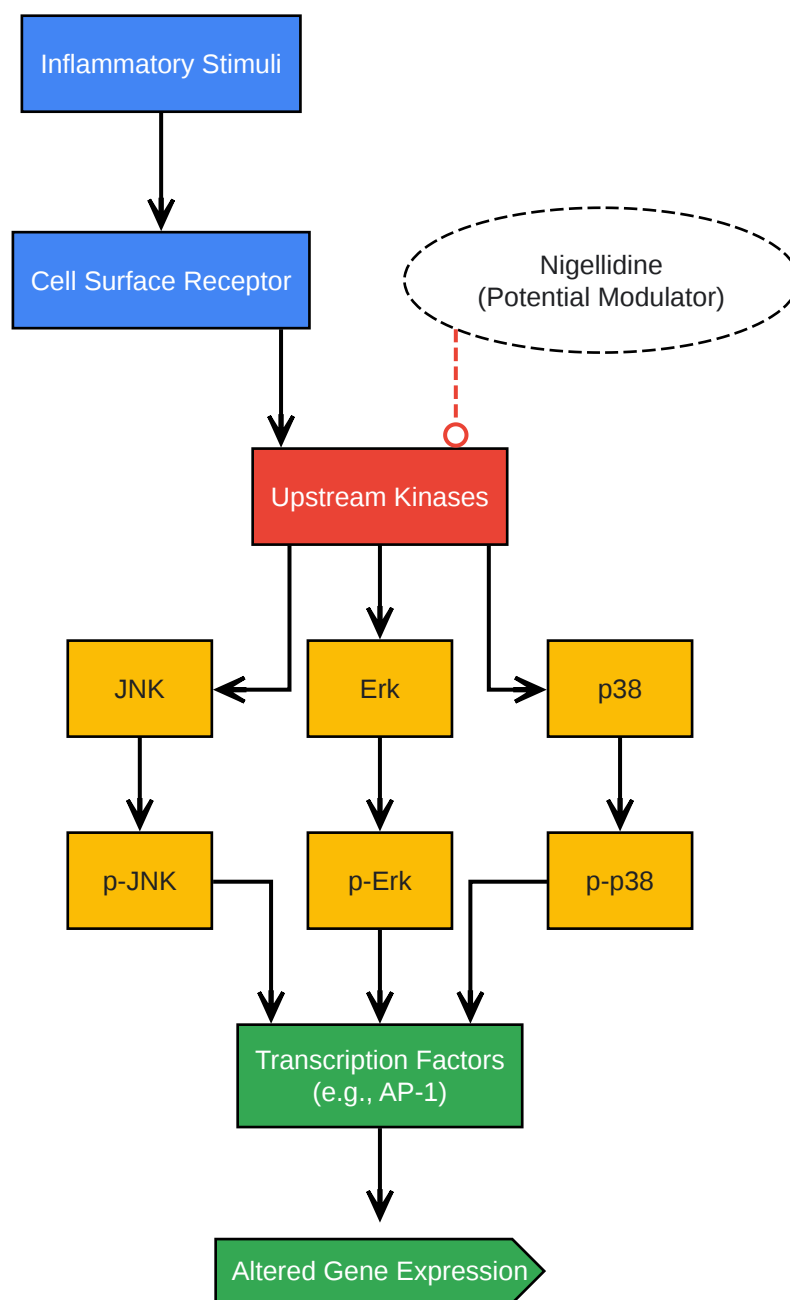 Inflammatory Stimuli
Cell Surface Receptor
Nigellidine
(Potential Modulator)
Upstream Kinases
JNK
Erk
p38
p-JNK
p-Erk
p-p38
Transcription Factors
(e.g., AP-1)
Altered Gene Expression